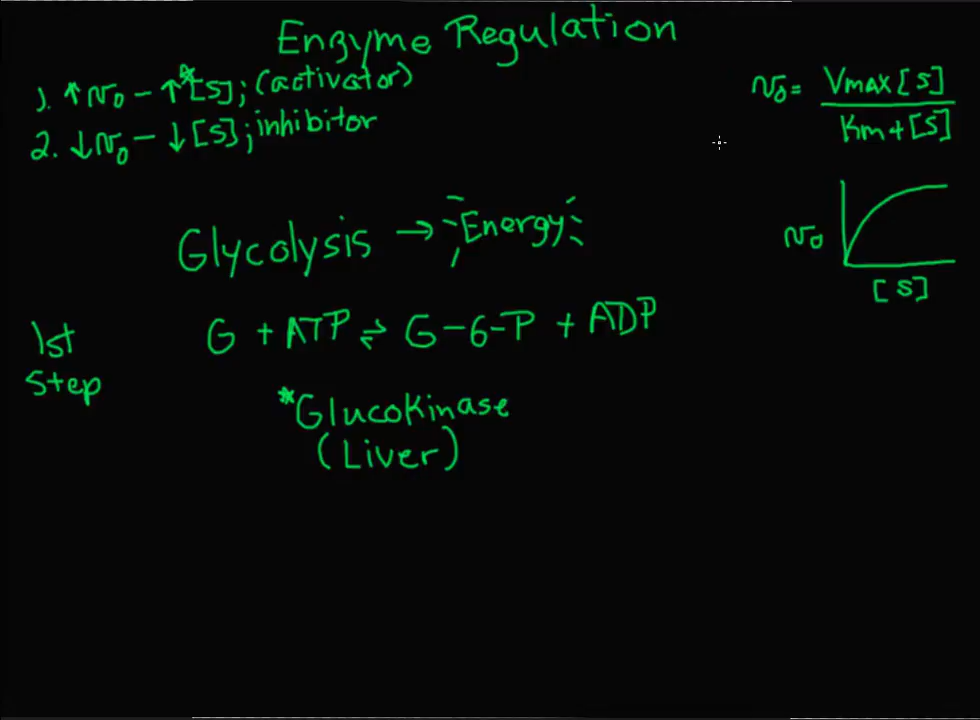 Enzyme Regulation
1. ↑v₀ – ↑*[S]; (activator)
2. ↓v₀ – ↓[S]; inhibitor
v₀ = Vmax[S]
Km + [S]
Glycolysis → Energy
v₀
[S]
1st
Step
G + ATP ⇌ G-6-P + ADP
*Glucokinase
(Liver)